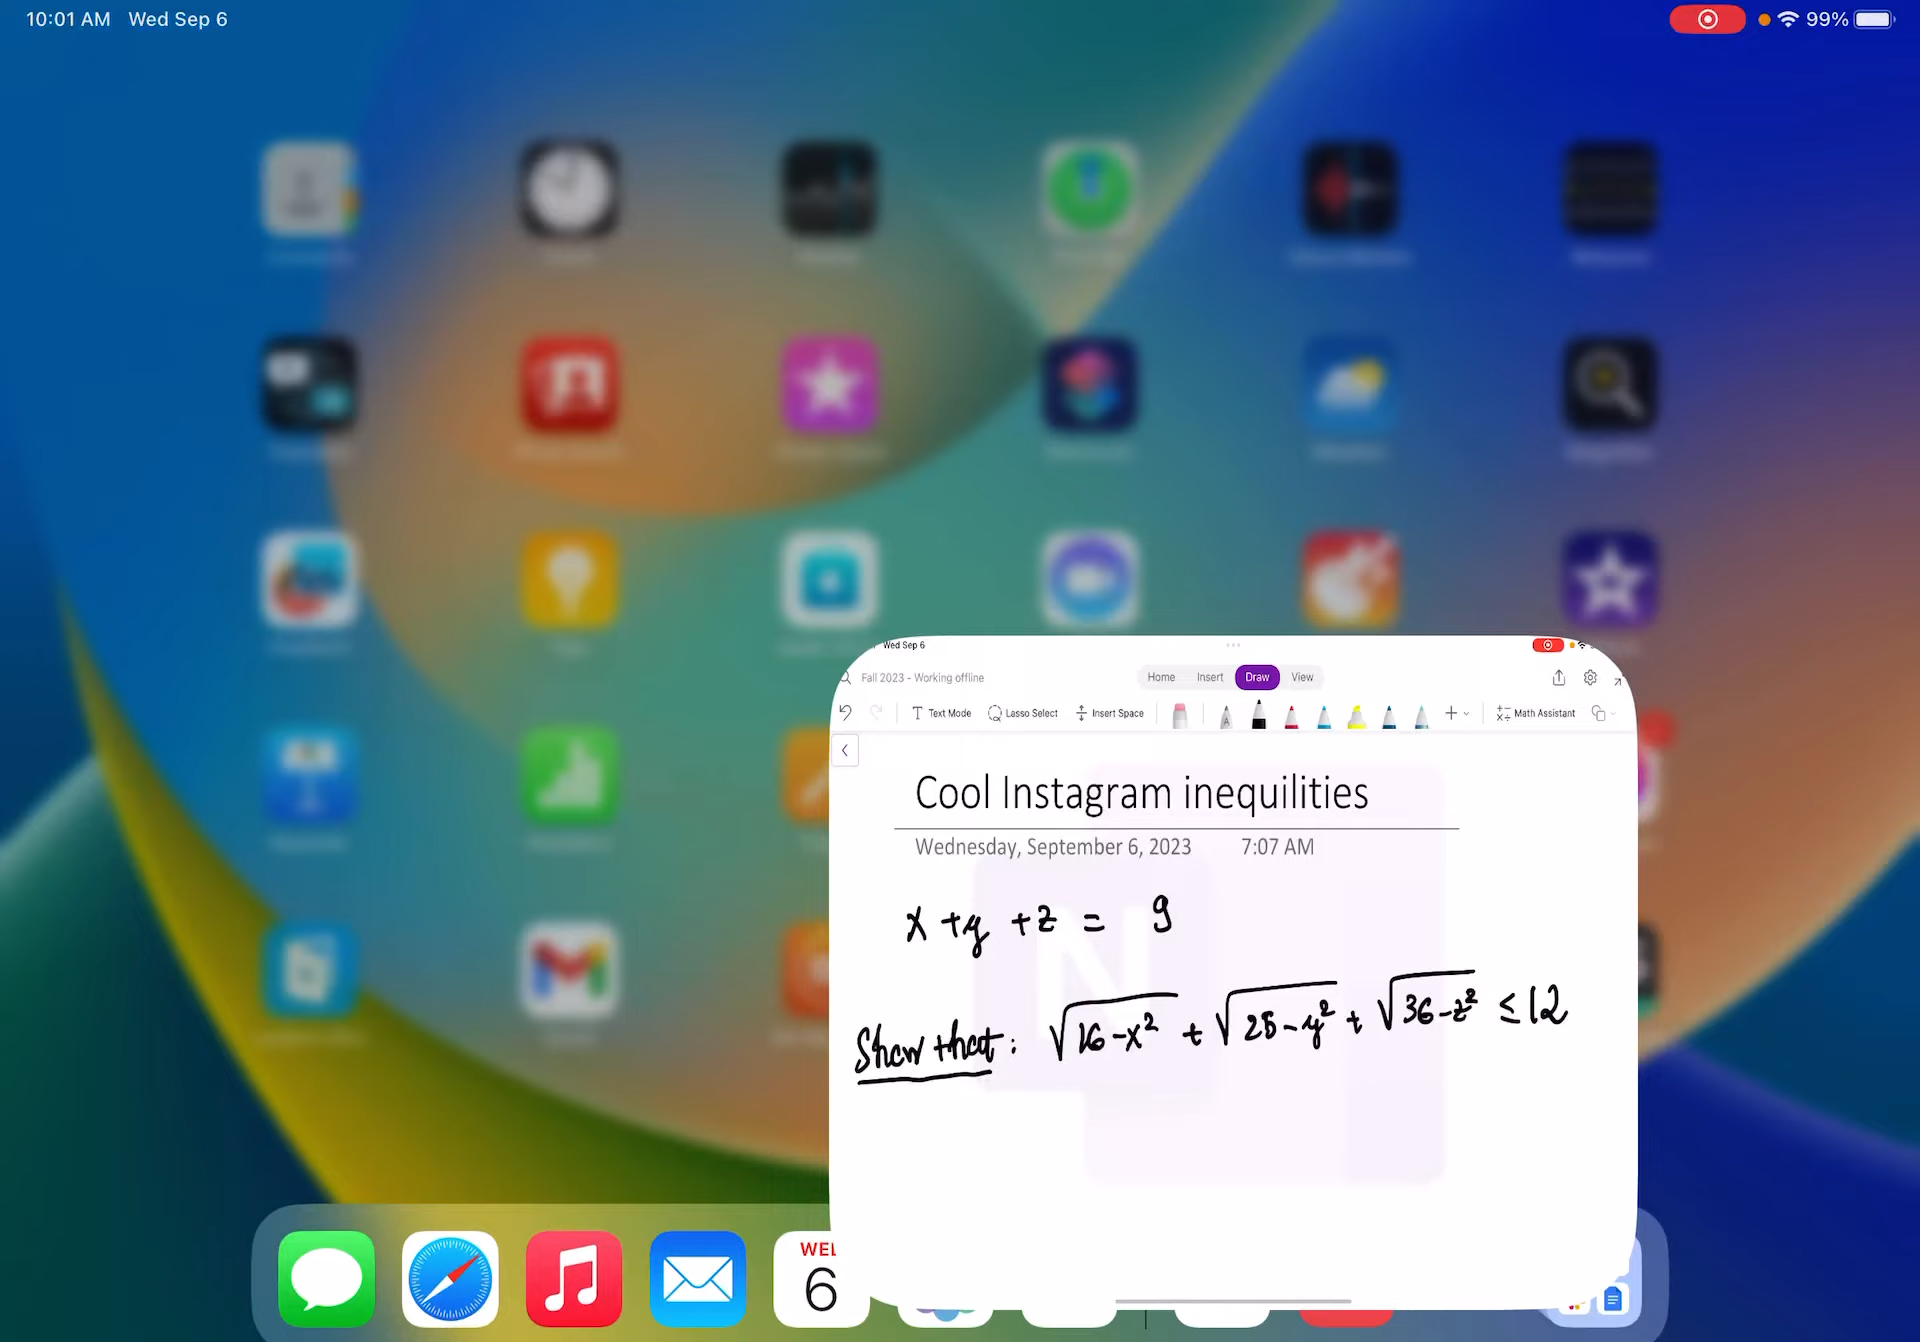 10:01 AM Wed Sep 6
99%
Wed Sep 6
Fall 2023 - Working offline
Home Insert Draw View
Text Mode Lasso Select Insert Space Math Assistant
Cool Instagram inequilities
Wednesday, September 6, 2023 7:07 AM
x + y + z = 9
Show that: √16-x² + √25-y² + √36-z² ≤ 12
6